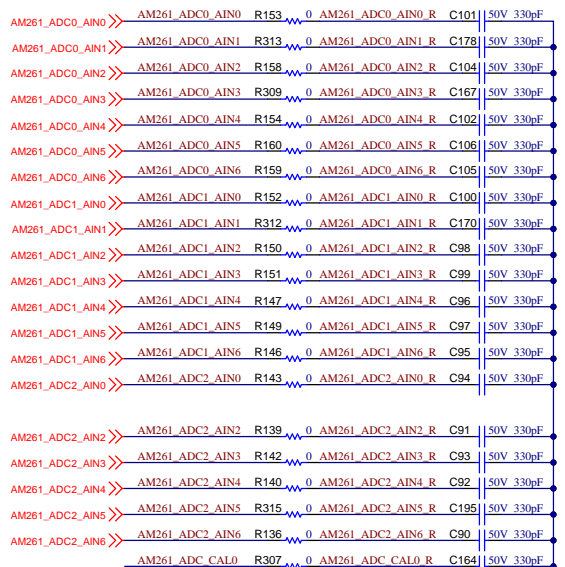 AM261_ADC0_AIN0 AM261_ADC0_AIN0 R153 0 AM261_ADC0_AIN0_R C101 50V 330pF
AM261_ADC0_AIN1 AM261_ADC0_AIN1 R313 0 AM261_ADC0_AIN1_R C178 50V 330pF
AM261_ADC0_AIN2 AM261_ADC0_AIN2 R158 0 AM261_ADC0_AIN2_R C104 50V 330pF
AM261_ADC0_AIN3 AM261_ADC0_AIN3 R309 0 AM261_ADC0_AIN3_R C167 50V 330pF
AM261_ADC0_AIN4 AM261_ADC0_AIN4 R154 0 AM261_ADC0_AIN4_R C102 50V 330pF
AM261_ADC0_AIN5 AM261_ADC0_AIN5 R160 0 AM261_ADC0_AIN5_R C106 50V 330pF
AM261_ADC0_AIN6 AM261_ADC0_AIN6 R159 0 AM261_ADC0_AIN6_R C105 50V 330pF
AM261_ADC1_AIN0 AM261_ADC1_AIN0 R152 0 AM261_ADC1_AIN0_R C100 50V 330pF
AM261_ADC1_AIN1 AM261_ADC1_AIN1 R312 0 AM261_ADC1_AIN1_R C170 50V 330pF
AM261_ADC1_AIN2 AM261_ADC1_AIN2 R150 0 AM261_ADC1_AIN2_R C98 50V 330pF
AM261_ADC1_AIN3 AM261_ADC1_AIN3 R151 0 AM261_ADC1_AIN3_R C99 50V 330pF
AM261_ADC1_AIN4 AM261_ADC1_AIN4 R147 0 AM261_ADC1_AIN4_R C96 50V 330pF
AM261_ADC1_AIN5 AM261_ADC1_AIN5 R149 0 AM261_ADC1_AIN5_R C97 50V 330pF
AM261_ADC1_AIN6 AM261_ADC1_AIN6 R146 0 AM261_ADC1_AIN6_R C95 50V 330pF
AM261_ADC2_AIN0 AM261_ADC2_AIN0 R143 0 AM261_ADC2_AIN0_R C94 50V 330pF
AM261_ADC2_AIN2 AM261_ADC2_AIN2 R139 0 AM261_ADC2_AIN2_R C91 50V 330pF
AM261_ADC2_AIN3 AM261_ADC2_AIN3 R142 0 AM261_ADC2_AIN3_R C93 50V 330pF
AM261_ADC2_AIN4 AM261_ADC2_AIN4 R140 0 AM261_ADC2_AIN4_R C92 50V 330pF
AM261_ADC2_AIN5 AM261_ADC2_AIN5 R315 0 AM261_ADC2_AIN5_R C195 50V 330pF
AM261_ADC2_AIN6 AM261_ADC2_AIN6 R136 0 AM261_ADC2_AIN6_R C90 50V 330pF
AM261_ADC_CAL0 R307 0 AM261_ADC_CAL0_R C164 50V 330pF